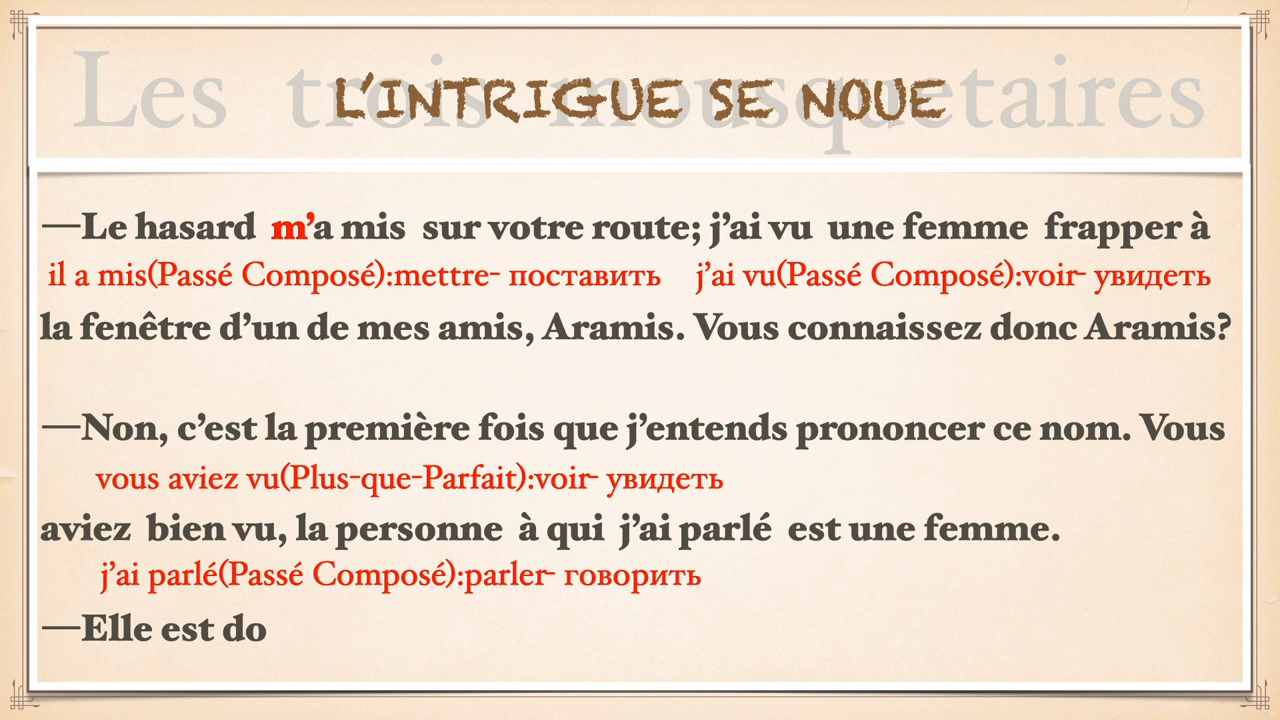 Les trois mousquetaires
L'INTRIGUE SE NOUE
—Le hasard m'a mis sur votre route; j'ai vu une femme frapper à
il a mis(Passé Composé):mettre- поставить j'ai vu(Passé Composé):voir- увидеть
la fenêtre d'un de mes amis, Aramis. Vous connaissez donc Aramis?
—Non, c'est la première fois que j'entends prononcer ce nom. Vous
vous aviez vu(Plus-que-Parfait):voir- увидеть
aviez bien vu, la personne à qui j'ai parlé est une femme.
j'ai parlé(Passé Composé):parler- говорить
—Elle est do